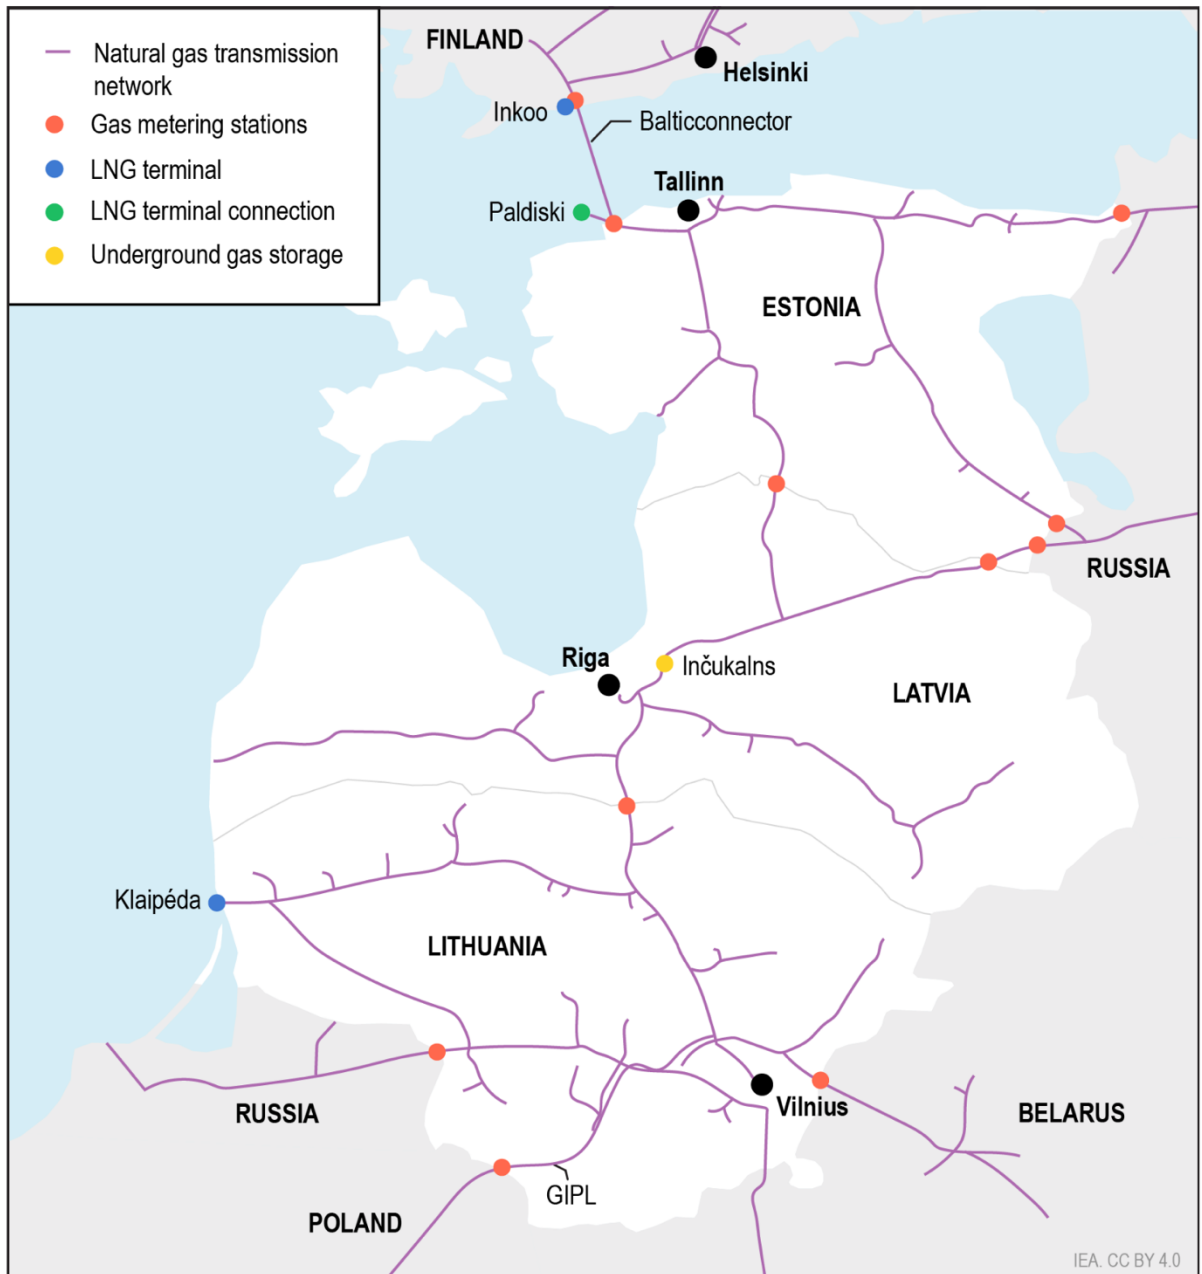 Natural gas transmission
network
Gas metering stations
LNG terminal
LNG terminal connection
Underground gas storage
FINLAND
Helsinki
Inkoo
Balticconnector
Tallinn
Paldiski
ESTONIA
RUSSIA
Riga
Inčukalns
LATVIA
Klaipéda
LITHUANIA
Vilnius
RUSSIA
BELARUS
GIPL
POLAND
IEA. CC BY 4.0